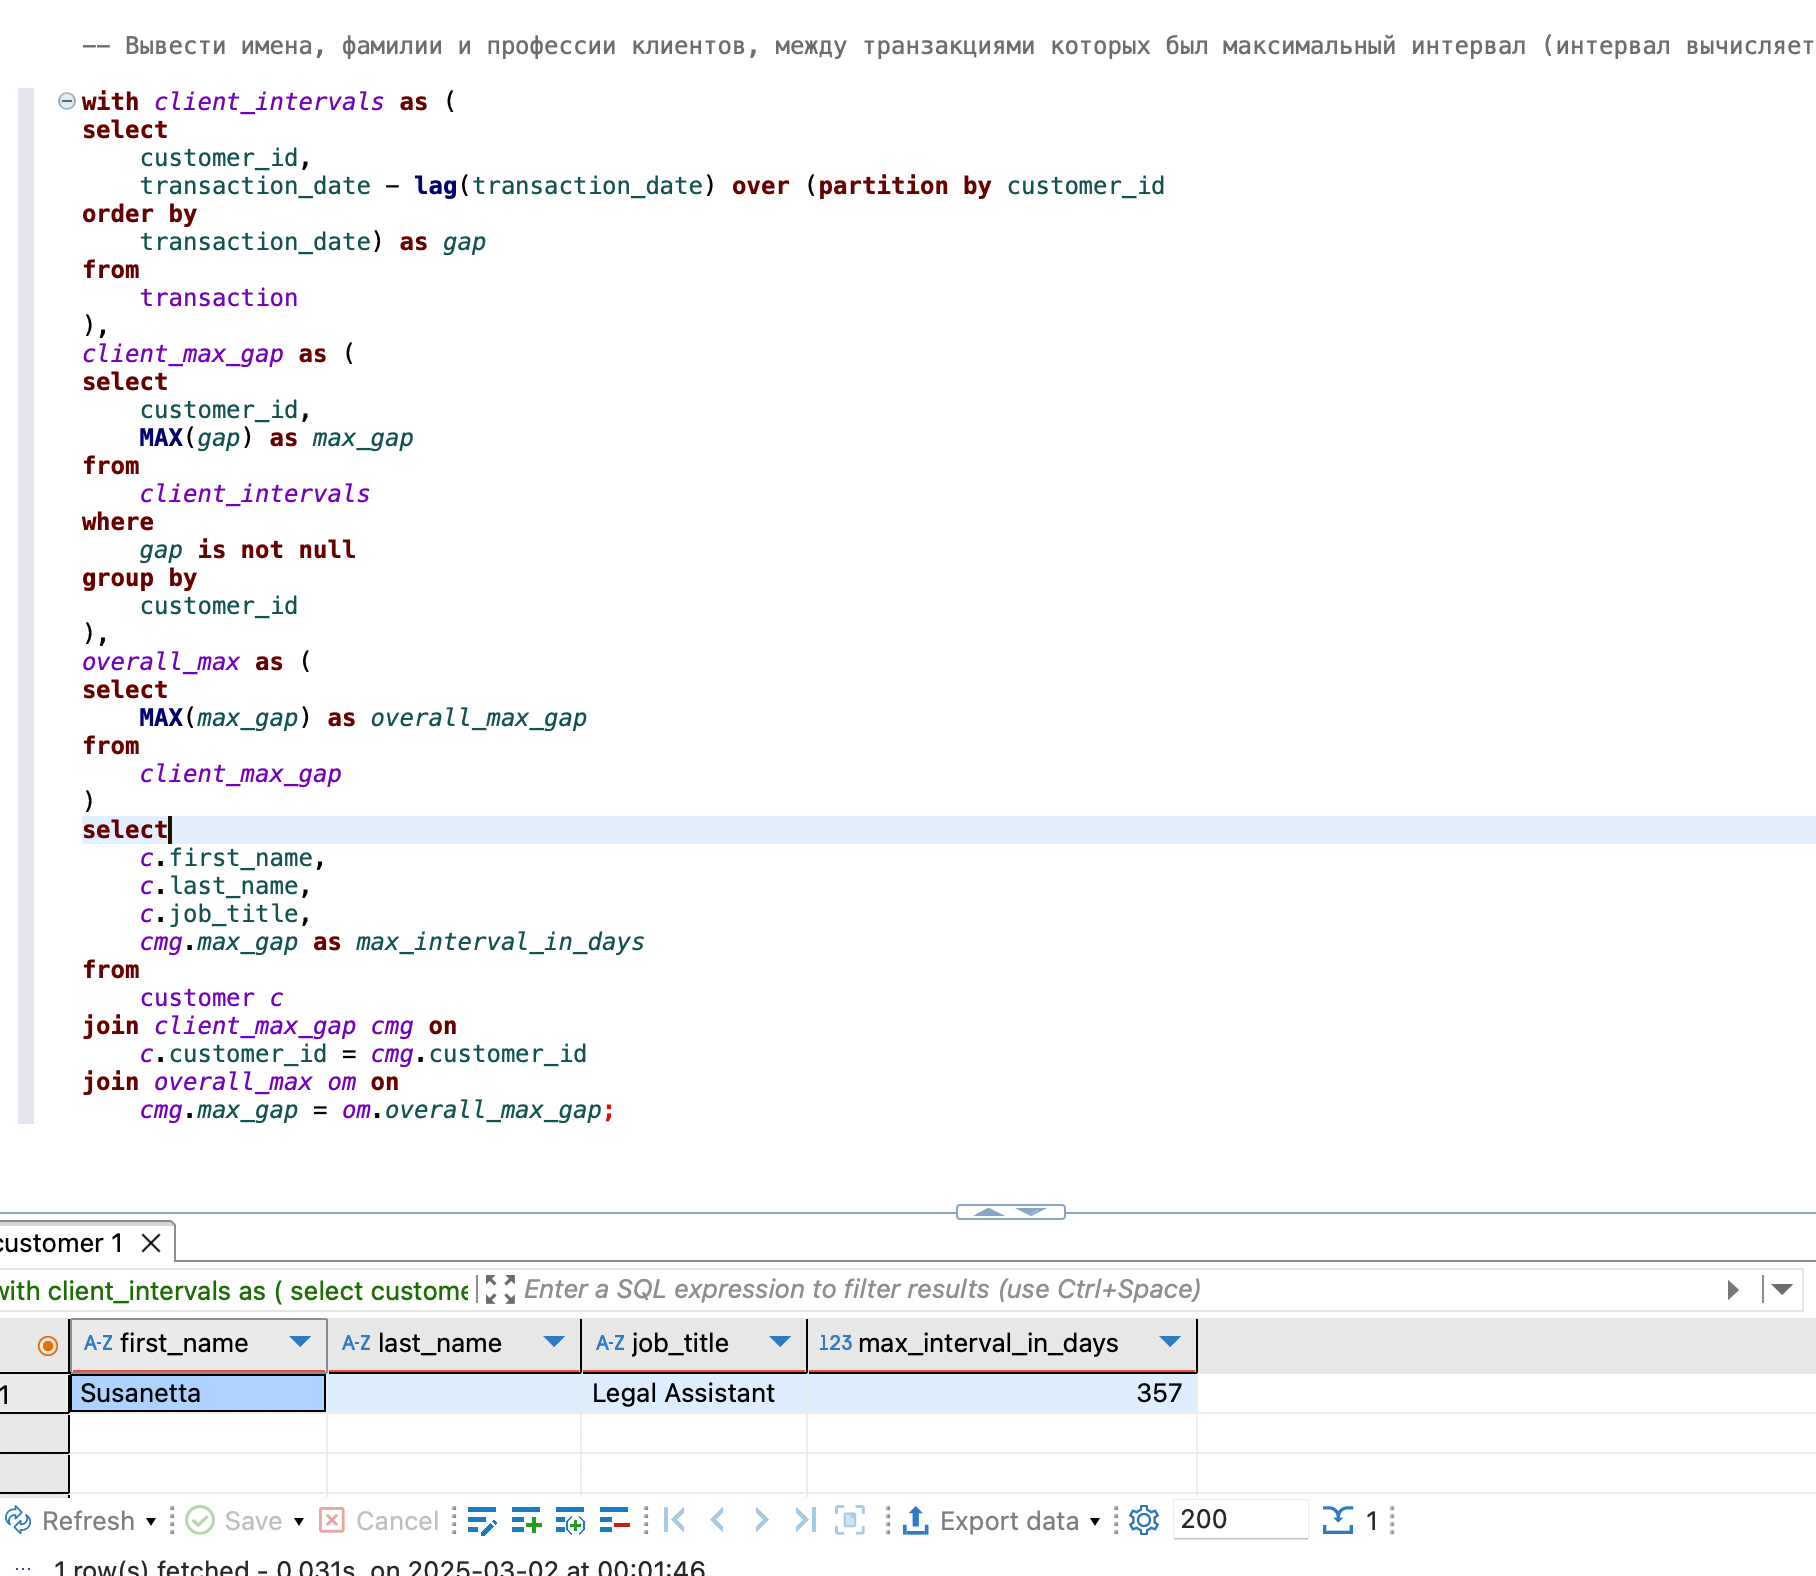 -- Вывести имена, фамилии и профессии клиентов, между транзакциями которых был максимальный интервал (интервал вычисляет
with client_intervals as (
select
customer_id,
transaction_date - lag(transaction_date) over (partition by customer_id
order by
transaction_date) as gap
from
transaction
),
client_max_gap as (
select
customer_id,
MAX(gap) as max_gap
from
client_intervals
where
gap is not null
group by
customer_id
),
overall_max as (
select
MAX(max_gap) as overall_max_gap
from
client_max_gap
)
select
c.first_name,
c.last_name,
c.job_title,
cmg.max_gap as max_interval_in_days
from
customer c
join client_max_gap cmg on
c.customer_id = cmg.customer_id
join overall_max om on
cmg.max_gap = om.overall_max_gap;
customer 1
with client_intervals as ( select custome Enter a SQL expression to filter results (use Ctrl+Space)
A-Z first_name A-Z last_name A-Z job_title 123 max_interval_in_days
1 Susanetta Legal Assistant 357
Refresh Save Cancel Export data 200 1
... 1 row(s) fetched - 0.031s, on 2025-03-02 at 00:01:46